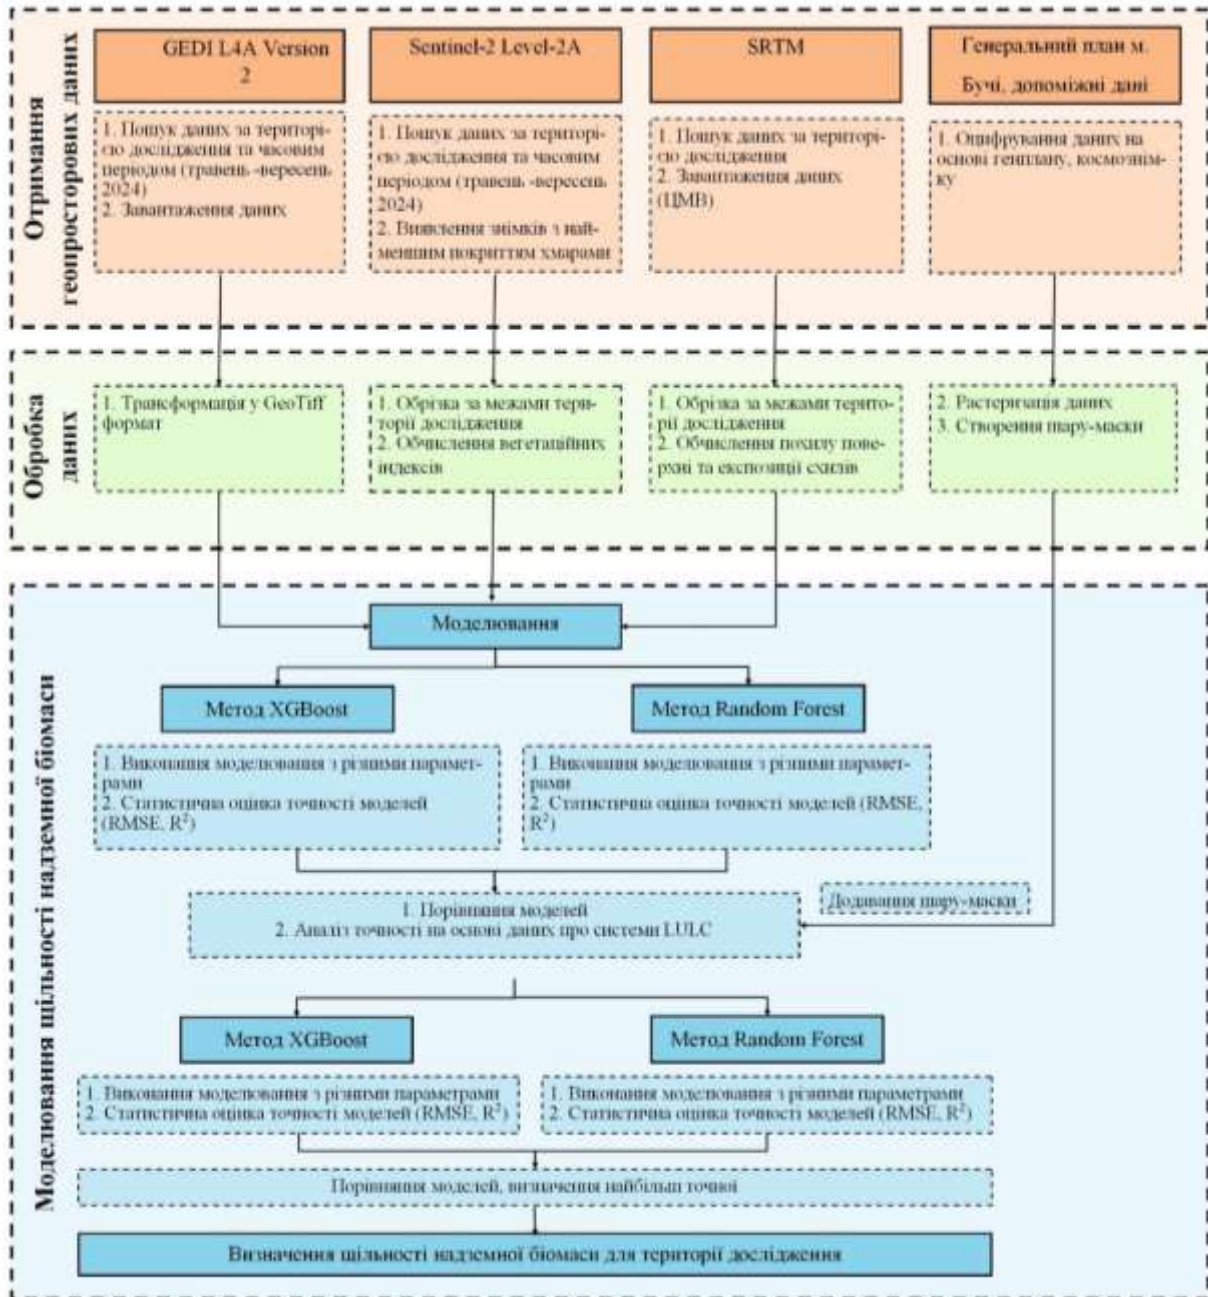 Отримання
геопросторових даних
GEDI L4A Version
2
1. Пошук даних за територі-
єю дослідження та часовим
періодом (травень -вересень
2024)
2. Завантаження даних
Sentinel-2 Level-2A
1. Пошук даних за територі-
єю дослідження та часовим
періодом (травень -вересень
2024)
2. Виявлення знімків з най-
меншим покриттям хмарами
SRTM
1. Пошук даних за територі-
єю дослідження
2. Завантаження даних
(ЦМВ)
Генеральний план м.
Бучі, допоміжні дані
1. Оцифрування даних на
основі генплану, космознім-
ку
Обробка
даних
1. Трансформація у GeoTiff
формат
1. Обрізка за межами тери-
торії дослідження
2. Обчислення вегетаційних
індексів
1. Обрізка за межами терито-
рії дослідження
2. Обчислення похилу пове-
рхні та експозиції схилів
2. Растеризація даних
3. Створення шару-маски
Моделювання щільності надземної біомаси
Моделювання
Метод XGBoost
Метод Random Forest
1. Виконання моделювання з різними парамет-
рами
2. Статистична оцінка точності моделей
(RMSE, R²)
1. Виконання моделювання з різними парамет-
рами
2. Статистична оцінка точності моделей (RMSE,
R²)
1. Порівняння моделей
2. Аналіз точності на основі даних про системи LULC
Додавання шару-маски
Метод XGBoost
Метод Random Forest
1. Виконання моделювання з різними параметрами
2. Статистична оцінка точності моделей (RMSE, R²)
1. Виконання моделювання з різними параметрами
2. Статистична оцінка точності моделей (RMSE, R²)
Порівняння моделей, визначення найбільш точної
Визначення щільності надземної біомаси для території дослідження